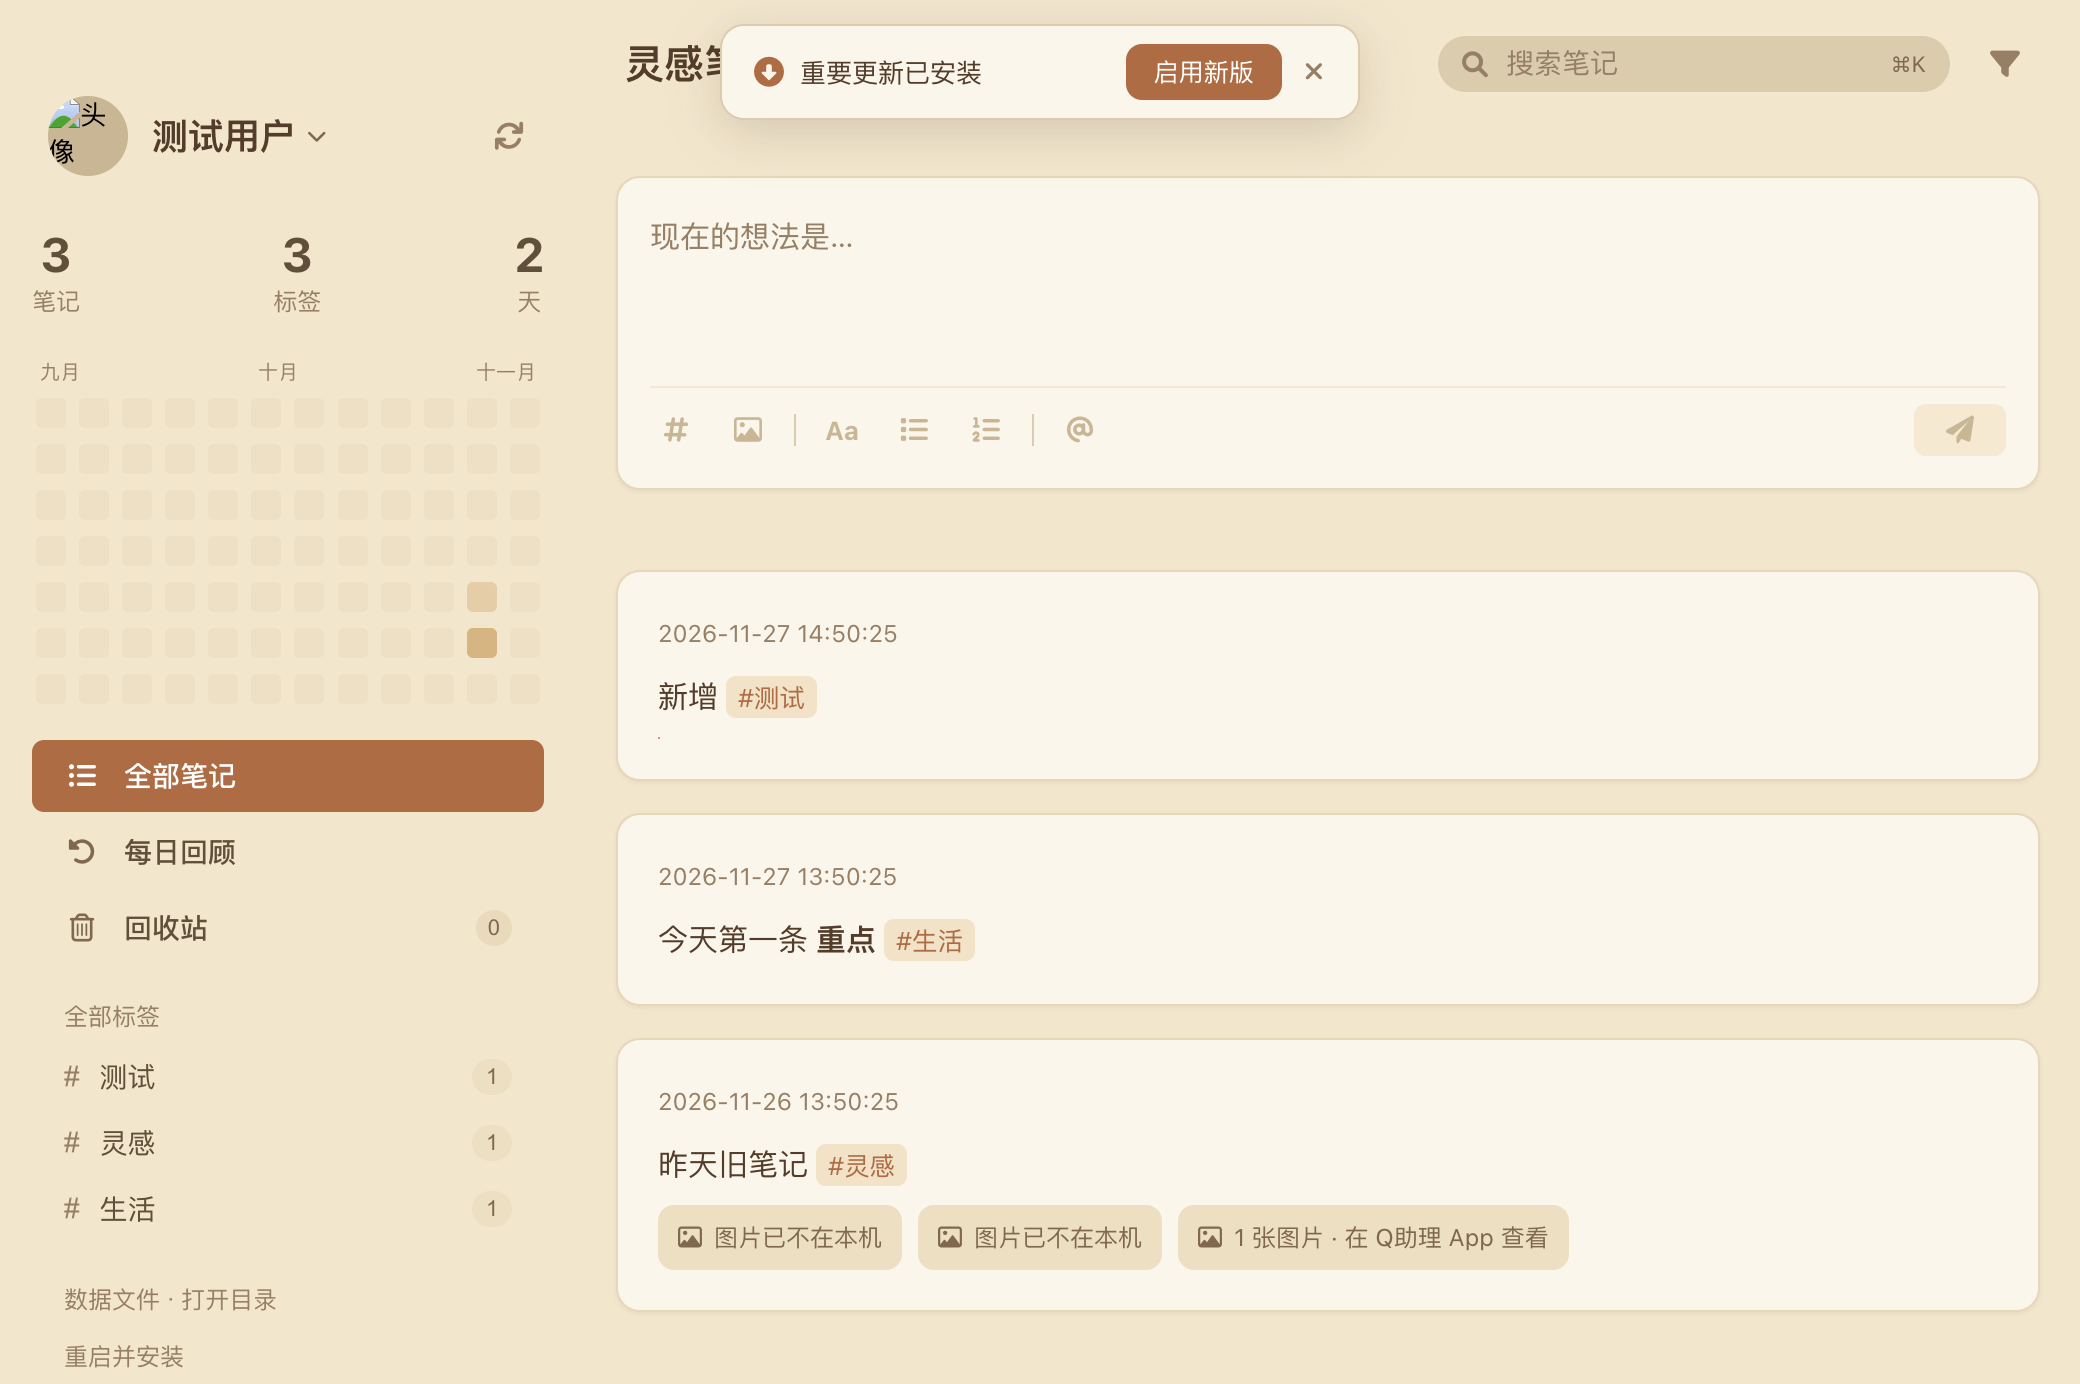 头像
测试用户
3 3 2
笔记 标签 天
九月 十月 十一月
全部笔记
每日回顾
回收站 0
全部标签
# 测试 1
# 灵感 1
# 生活 1
数据文件 · 打开目录
重启并安装
灵感
重要更新已安装 启用新版
搜索笔记 ⌘K
现在的想法是...
Aa
2026-11-27 14:50:25
新增 #测试
2026-11-27 13:50:25
今天第一条 重点 #生活
2026-11-26 13:50:25
昨天旧笔记 #灵感
图片已不在本机 图片已不在本机 1 张图片 · 在 Q助理 App 查看